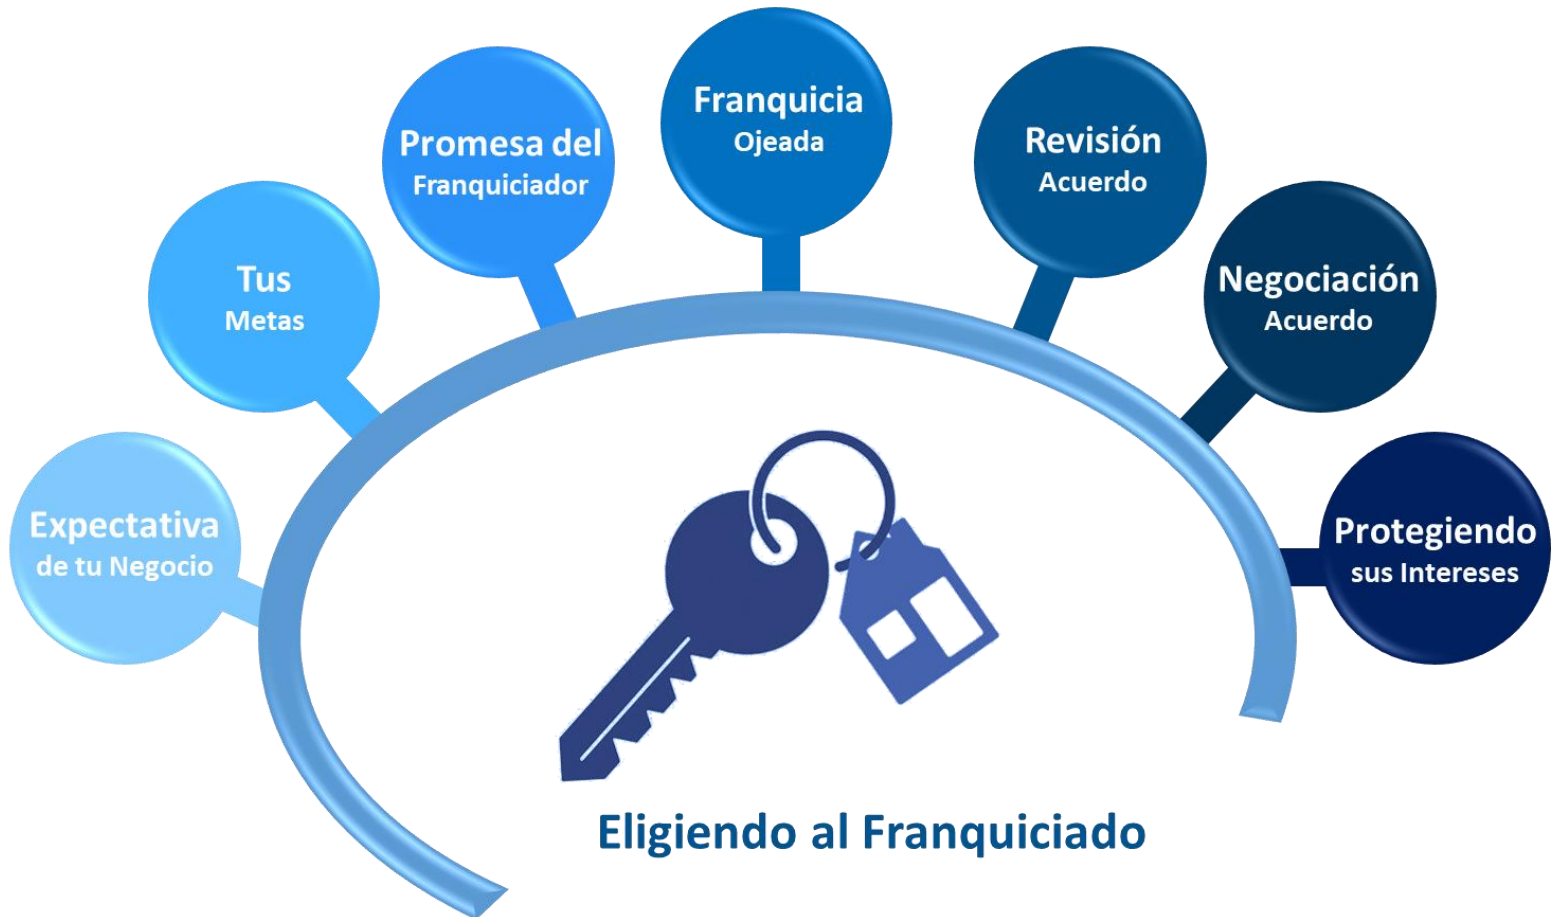 Expectativa
de tu Negocio
Tus
Metas
Promesa del
Franquiciador
Franquicia
Ojeada
Revisión
Acuerdo
Negociación
Acuerdo
Protegiendo
sus Intereses
Eligiendo al Franquiciado